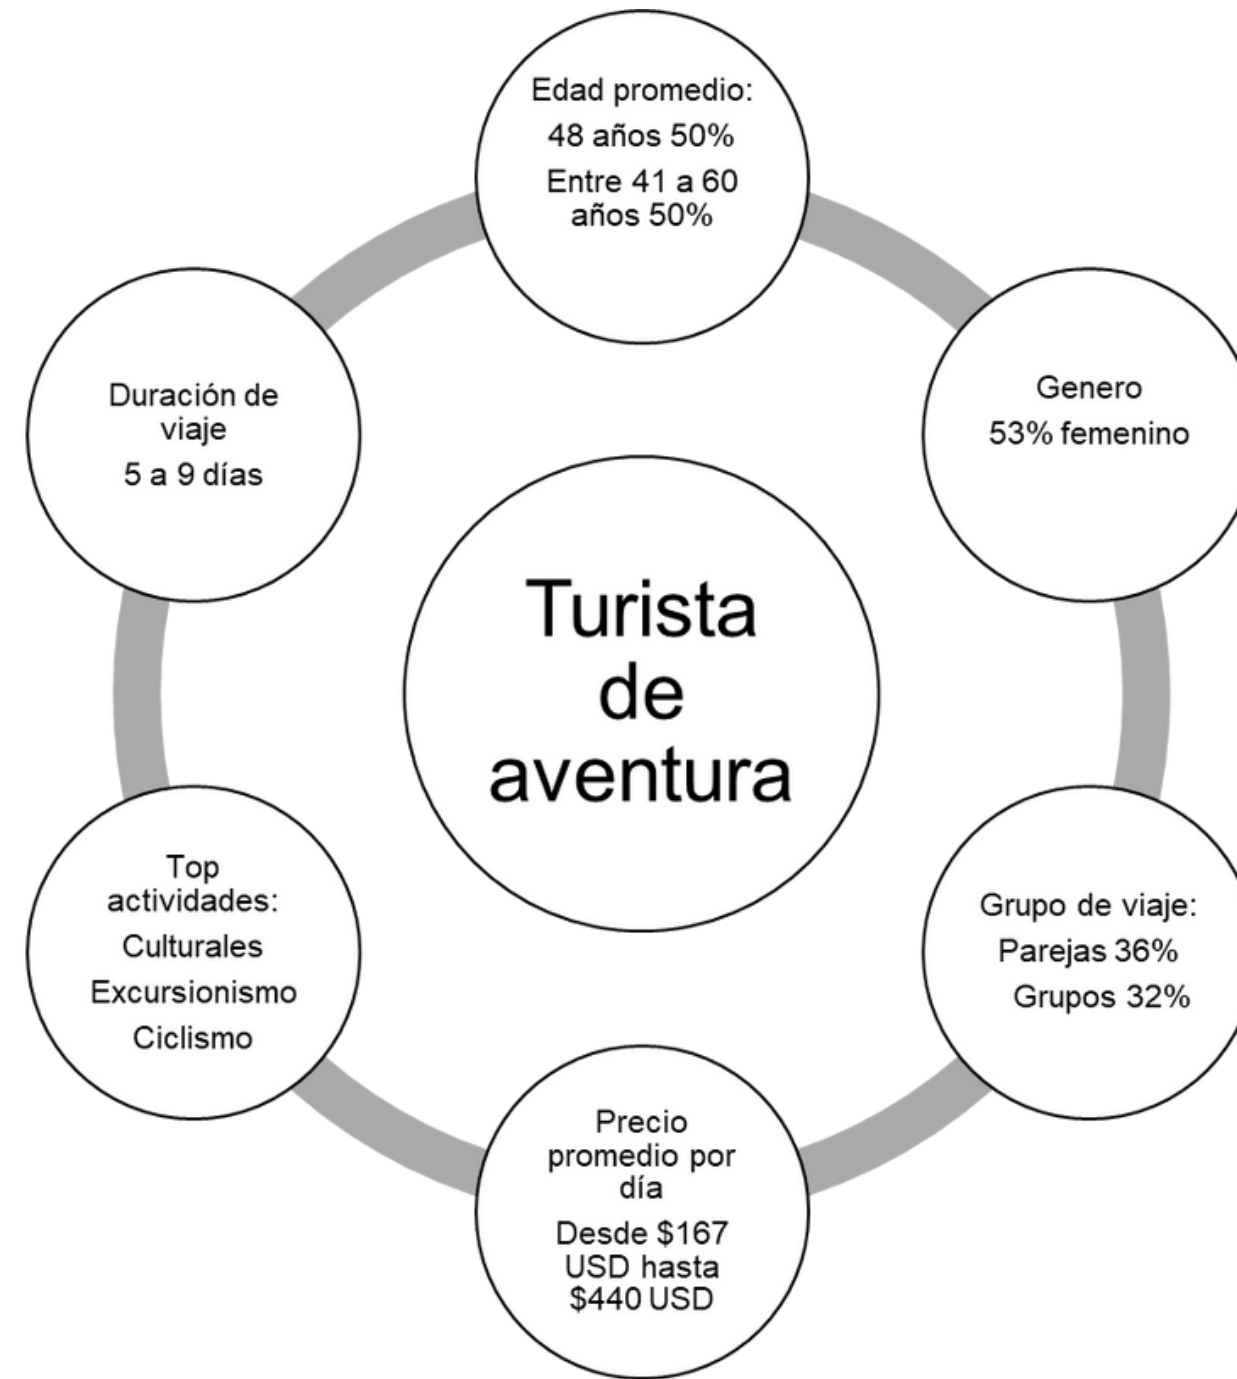 Edad promedio:
48 años 50%
Entre 41 a 60
años 50%
Genero
53% femenino
Grupo de viaje:
Parejas 36%
Grupos 32%
Precio
promedio por
día
Desde $167
USD hasta
$440 USD
Top
actividades:
Culturales
Excursionismo
Ciclismo
Duración de
viaje
5 a 9 días
Turista
de
aventura